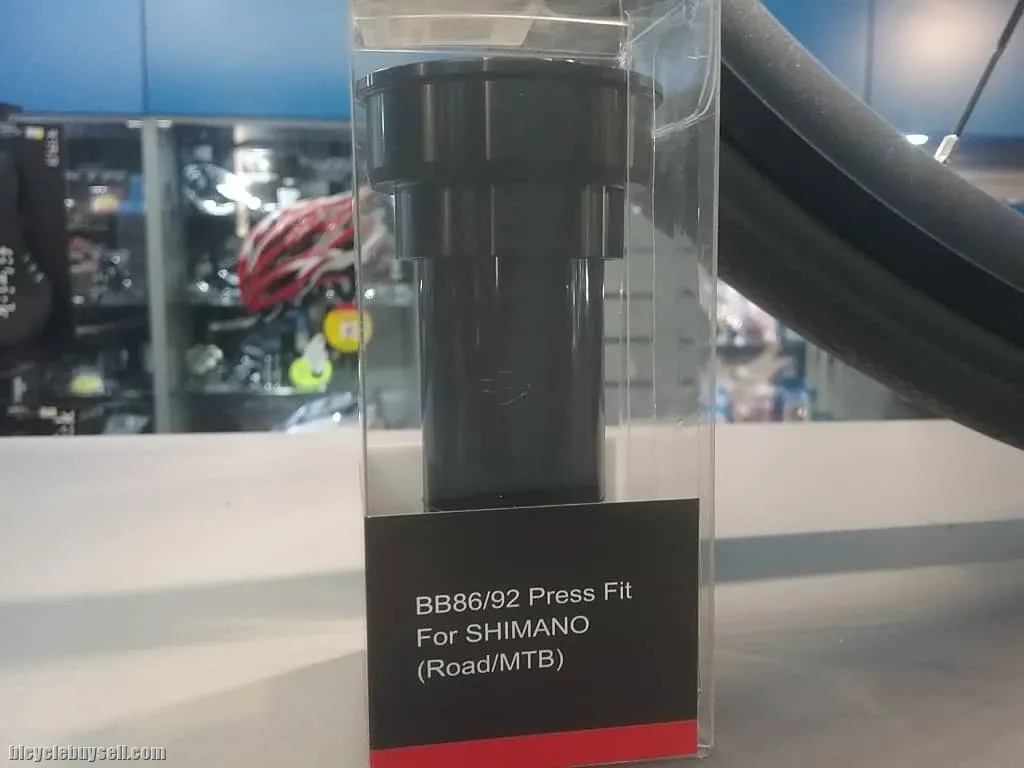 BB86/92 Press Fit
For SHIMANO
(Road/MTB)
bicyclebuysell.com